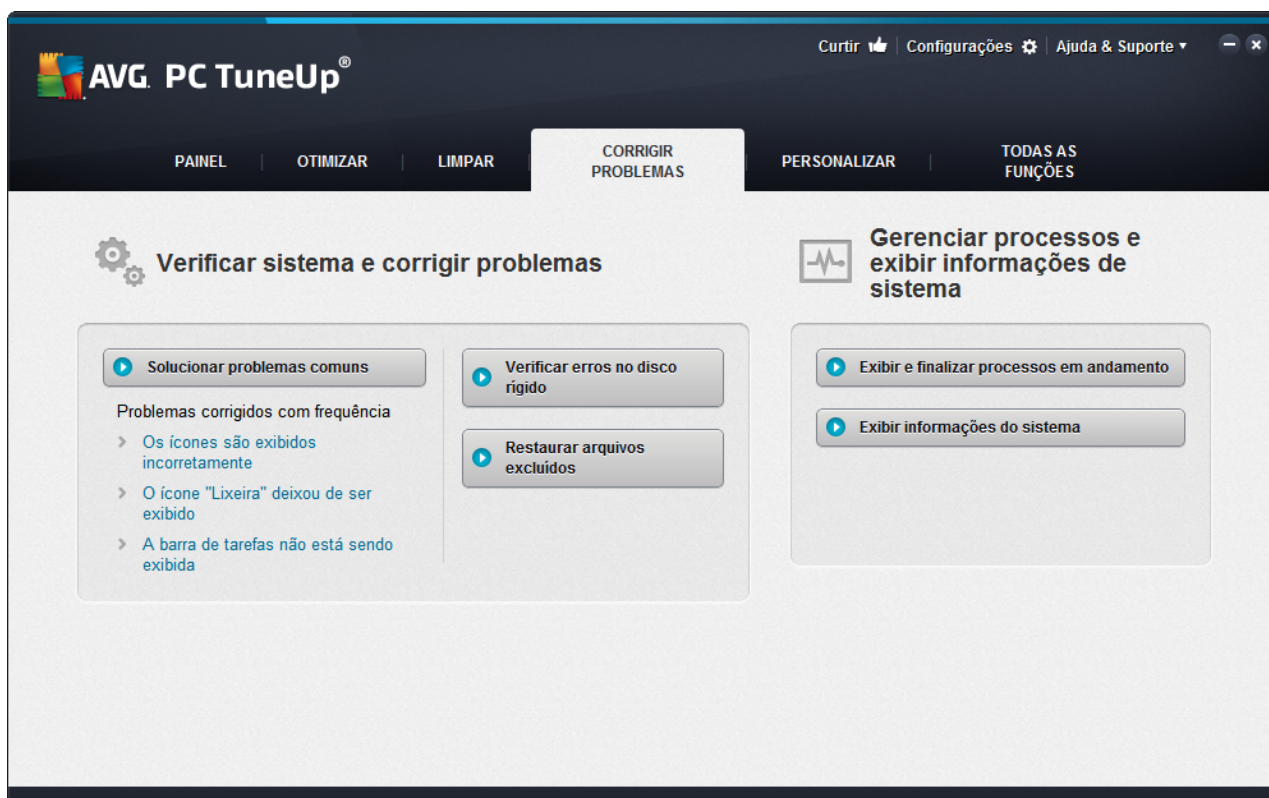 Curtir
Configurações
Ajuda & Suporte
AVG. PC TuneUp®
PAINEL
OTIMIZAR
LIMPAR
CORRIGIR
PROBLEMAS
PERSONALIZAR
TODAS AS
FUNÇÕES
Verificar sistema e corrigir problemas
Solucionar problemas comuns
Problemas corrigidos com frequência
Os ícones são exibidos
incorretamente
O ícone "Lixeira" deixou de ser
exibido
A barra de tarefas não está sendo
exibida
Verificar erros no disco
rígido
Restaurar arquivos
excluídos
Gerenciar processos e
exibir informações de
sistema
Exibir e finalizar processos em andamento
Exibir informações do sistema